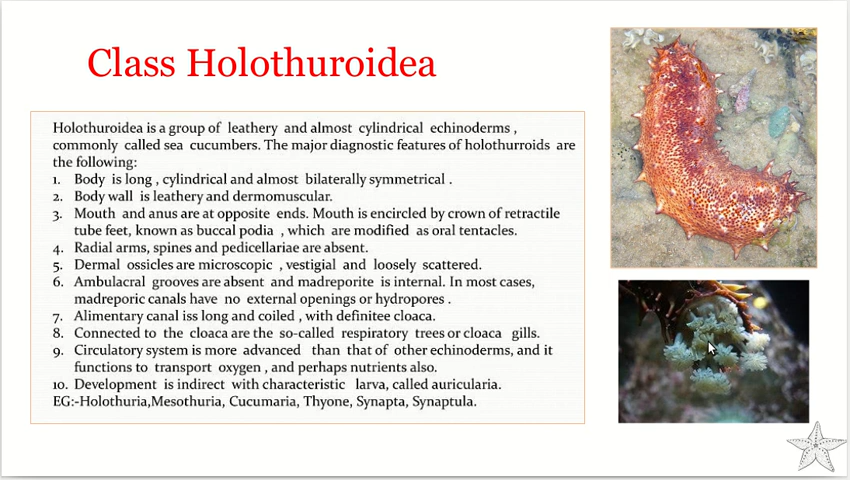 Class Holothuroidea
Holothuroidea is a group of leathery and almost cylindrical echinoderms ,
commonly called sea cucumbers. The major diagnostic features of holothurroids are
the following:
1. Body is long , cylindrical and almost bilaterally symmetrical .
2. Body wall is leathery and dermomuscular.
3. Mouth and anus are at opposite ends. Mouth is encircled by crown of retractile
tube feet, known as buccal podia , which are modified as oral tentacles.
4. Radial arms, spines and pedicellariae are absent.
5. Dermal ossicles are microscopic , vestigial and loosely scattered.
6. Ambulacral grooves are absent and madreporite is internal. In most cases,
madreporic canals have no external openings or hydropores .
7. Alimentary canal iss long and coiled , with definitee cloaca.
8. Connected to the cloaca are the so-called respiratory trees or cloaca gills.
9. Circulatory system is more advanced than that of other echinoderms, and it
functions to transport oxygen , and perhaps nutrients also.
10. Development is indirect with characteristic larva, called auricularia.
EG:-Holothuria,Mesothuria, Cucumaria, Thyone, Synapta, Synaptula.